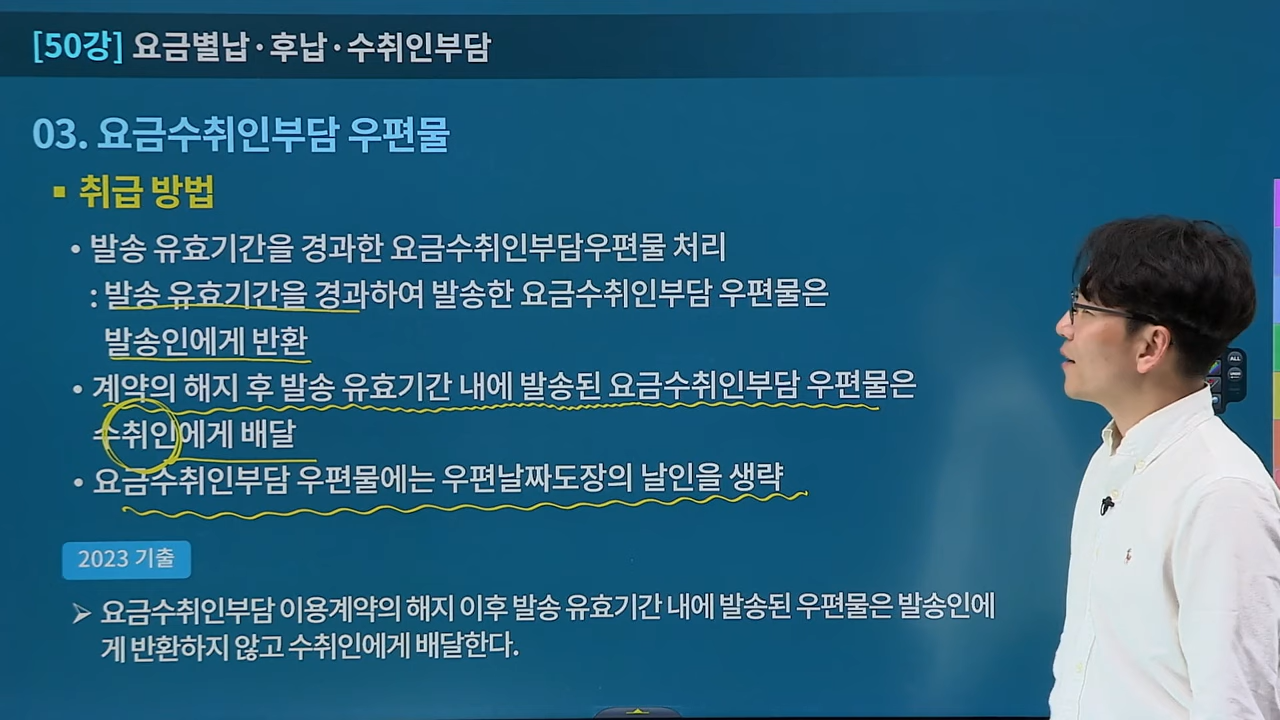 [50강] 요금별납·후납·수취인부담
03. 요금수취인부담 우편물
▪ 취급 방법
• 발송 유효기간을 경과한 요금수취인부담우편물 처리
: 발송 유효기간을 경과하여 발송한 요금수취인부담 우편물은
발송인에게 반환
• 계약의 해지 후 발송 유효기간 내에 발송된 요금수취인부담 우편물은
수취인에게 배달
• 요금수취인부담 우편물에는 우편날짜도장의 날인을 생략
2023 기출
➢ 요금수취인부담 이용계약의 해지 이후 발송 유효기간 내에 발송된 우편물은 발송인에
게 반환하지 않고 수취인에게 배달한다.
ALL